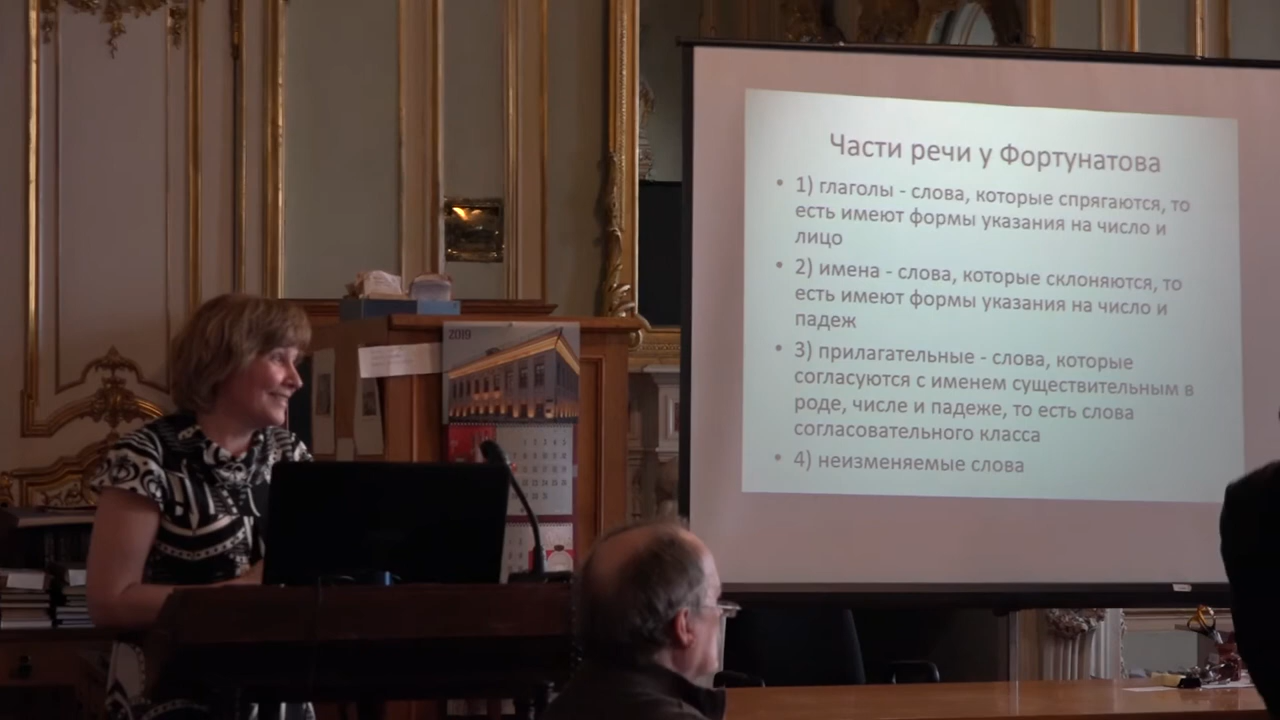 Части речи у Фортунатова
• 1) глаголы - слова, которые спрягаются, то
есть имеют формы указания на число и
лицо
• 2) имена - слова, которые склоняются, то
есть имеют формы указания на число и
падеж
• 3) прилагательные - слова, которые
согласуются с именем существительным в
роде, числе и падеже, то есть слова
согласовательного класса
• 4) неизменяемые слова
2019